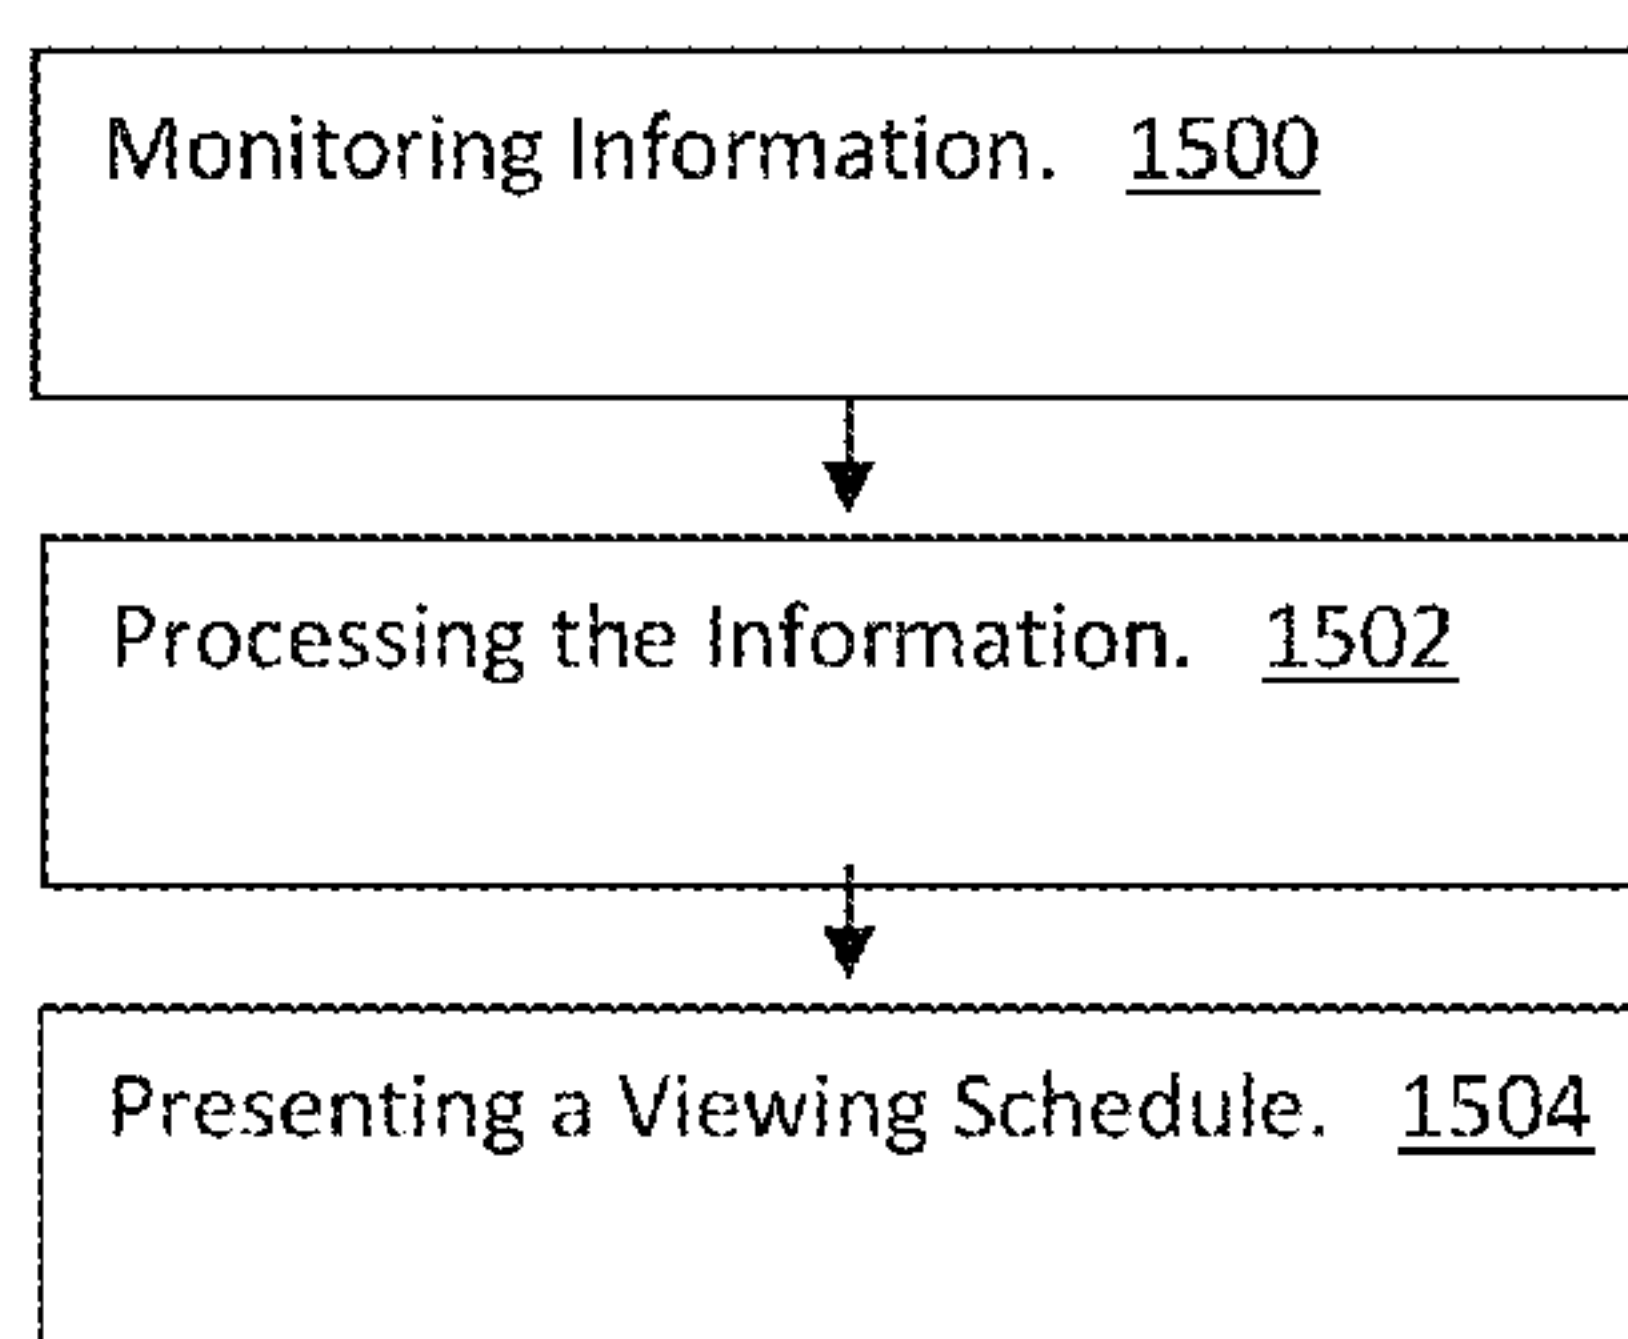 Monitoring Information. 1500
Processing the Information. 1502
Presenting a Viewing Schedule. 1504